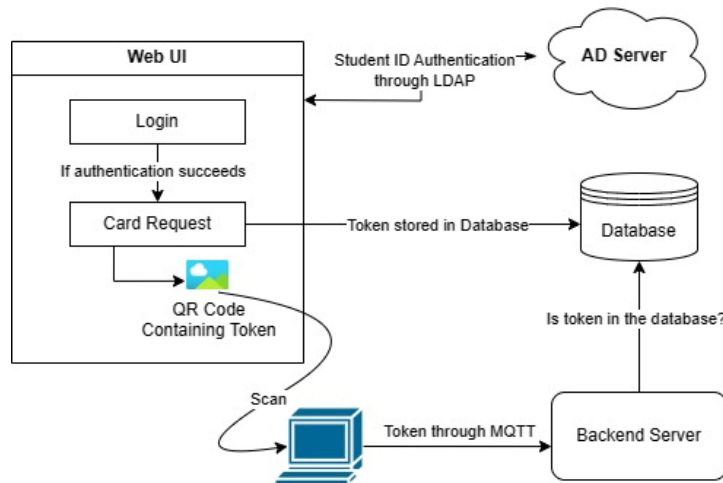 Web UI
Student ID Authentication
through LDAP
AD Server
Login
If authentication succeeds
Card Request
Token stored in Database
Database
QR Code
Containing Token
Is token in the database?
Scan
Token through MQTT
Backend Server